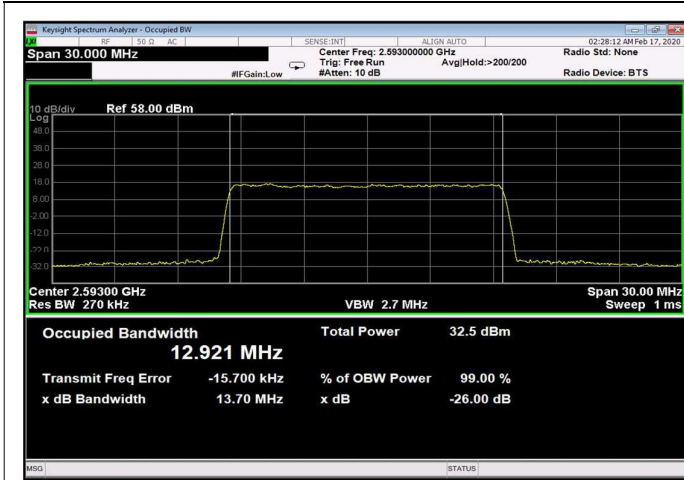 Keysight Spectrum Analyzer - Occupied BW
RF 50 Ω AC SENSE:INT ALIGN AUTO 02:28:12 AM Feb 17, 2020
Span 30.000 MHz Center Freq: 2.593000000 GHz Radio Std: None
Trig: Free Run Avg|Hold:>200/200
#IFGain:Low #Atten: 10 dB Radio Device: BTS
10 dB/div Ref 58.00 dBm
Log
48.0
38.0
28.0
18.0
8.00
-2.00
-12.0
-22.0
-32.0
Center 2.59300 GHz Span 30.00 MHz
Res BW 270 kHz VBW 2.7 MHz Sweep 1 ms
Occupied Bandwidth Total Power 32.5 dBm
12.921 MHz
Transmit Freq Error -15.700 kHz % of OBW Power 99.00 %
x dB Bandwidth 13.70 MHz x dB -26.00 dB
MSG STATUS